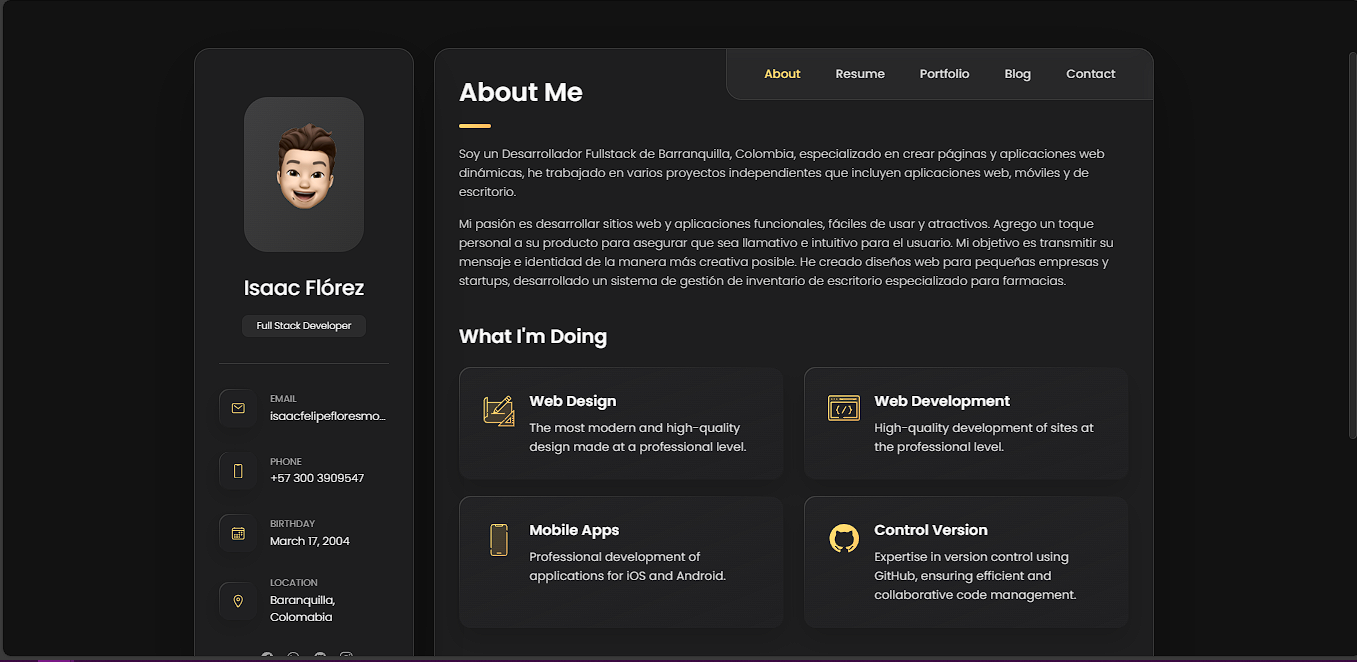 Isaac Flórez
Full Stack Developer
EMAIL
isaacfelipefloresmo...
PHONE
+57 300 3909547
BIRTHDAY
March 17, 2004
LOCATION
Baranquilla,
Colomabia
About Resume Portfolio Blog Contact
About Me
Soy un Desarrollador Fullstack de Barranquilla, Colombia, especializado en crear páginas y aplicaciones web
dinámicas, he trabajado en varios proyectos independientes que incluyen aplicaciones web, móviles y de
escritorio.
Mi pasión es desarrollar sitios web y aplicaciones funcionales, fáciles de usar y atractivos. Agrego un toque
personal a su producto para asegurar que sea llamativo e intuitivo para el usuario. Mi objetivo es transmitir su
mensaje e identidad de la manera más creativa posible. He creado diseños web para pequeñas empresas y
startups, desarrollado un sistema de gestión de inventario de escritorio especializado para farmacias.
What I'm Doing
Web Design
The most modern and high-quality
design made at a professional level.
Web Development
High-quality development of sites at
the professional level.
Mobile Apps
Professional development of
applications for iOS and Android.
Control Version
Expertise in version control using
GitHub, ensuring efficient and
collaborative code management.